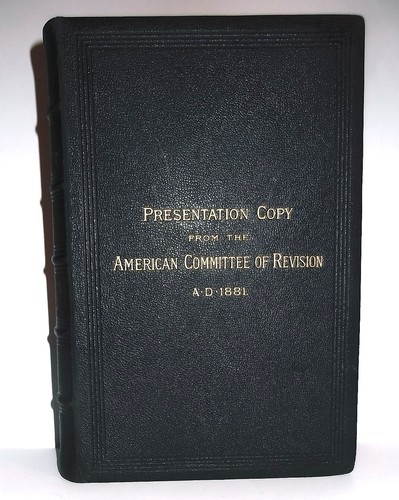 PRESENTATION COPY
FROM THE
AMERICAN COMMITTEE OF REVISION
A·D·1881.